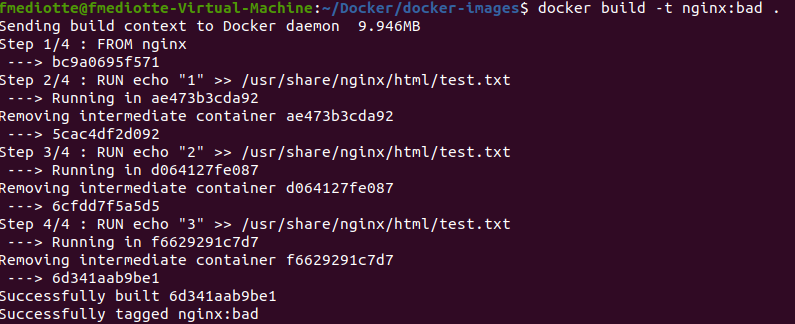 fmediotte@fmediotte-Virtual-Machine:~/Docker/docker-images$ docker build -t nginx:bad .
Sending build context to Docker daemon  9.946MB
Step 1/4 : FROM nginx
 ---> bc9a0695f571
Step 2/4 : RUN echo "1" >> /usr/share/nginx/html/test.txt
 ---> Running in ae473b3cda92
Removing intermediate container ae473b3cda92
 ---> 5cac4df2d092
Step 3/4 : RUN echo "2" >> /usr/share/nginx/html/test.txt
 ---> Running in d064127fe087
Removing intermediate container d064127fe087
 ---> 6cfdd7f5a5d5
Step 4/4 : RUN echo "3" >> /usr/share/nginx/html/test.txt
 ---> Running in f6629291c7d7
Removing intermediate container f6629291c7d7
 ---> 6d341aab9be1
Successfully built 6d341aab9be1
Successfully tagged nginx:bad